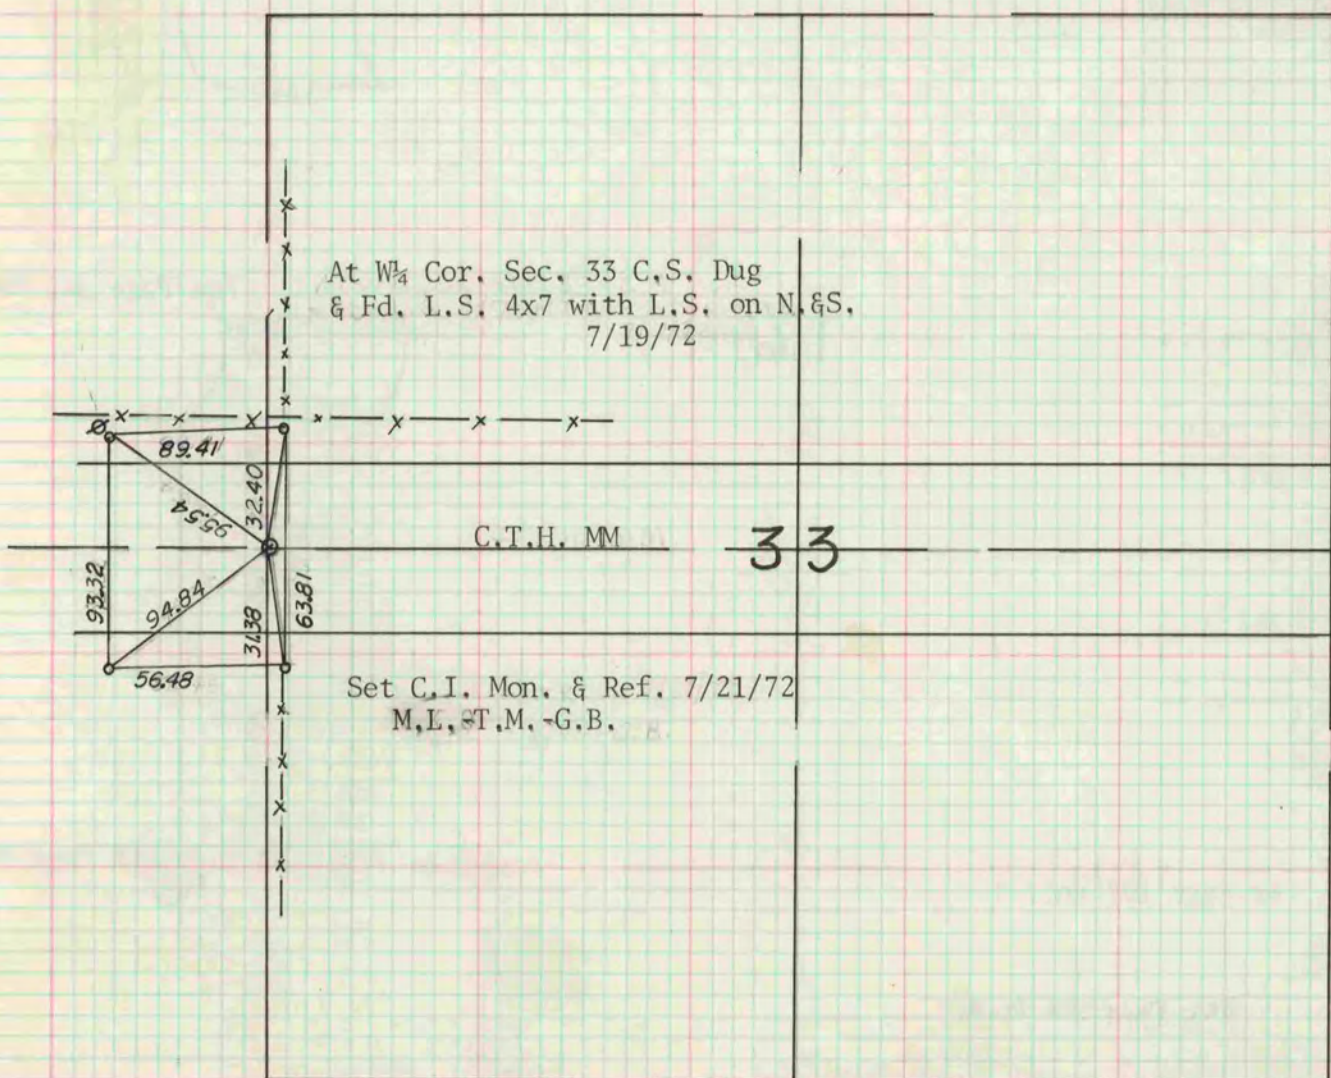 At W¼ Cor. Sec. 33 C.S. Dug
& Fd. L.S. 4x7 with L.S. on N.&S.
7/19/72
89.41
32.40
95.54
C.T.H. MM
33
93.32
94.84
31.38
63.81
56.48
Set C.I. Mon. & Ref. 7/21/72
M.L.-T.M.-G.B.